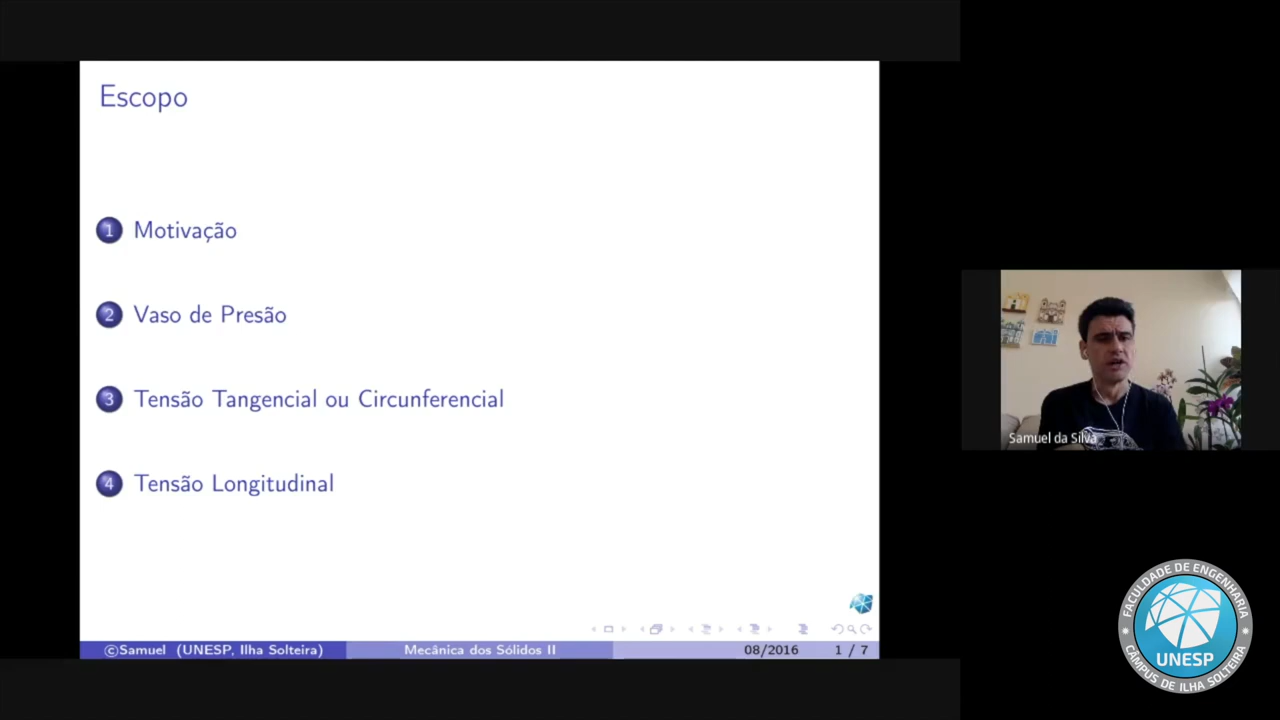 Escopo
1 Motivação
2 Vaso de Presão
3 Tensão Tangencial ou Circunferencial
4 Tensão Longitudinal
©Samuel (UNESP, Ilha Solteira) Mecânica dos Sólidos II 08/2016 1 / 7
Samuel da Silva
FACULDADE DE ENGENHARIA
UNESP
CÂMPUS DE ILHA SOLTEIRA